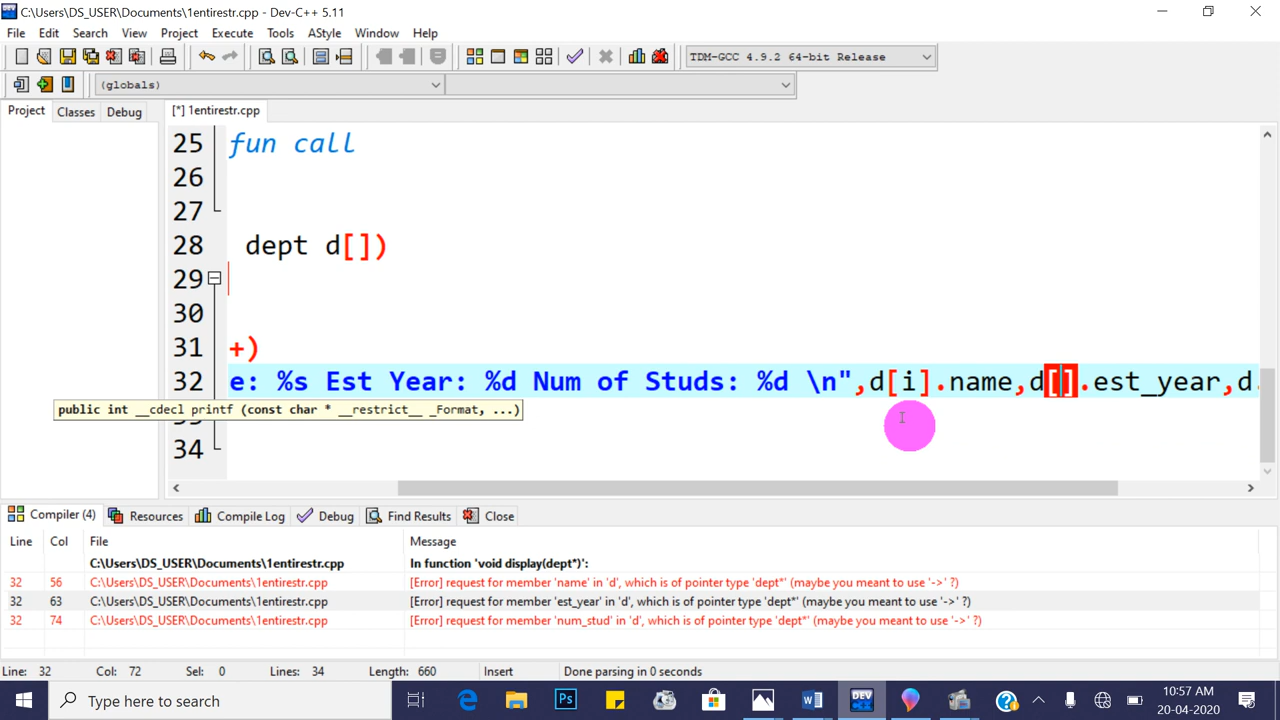 C:\Users\DS_USER\Documents\1entirestr.cpp - Dev-C++ 5.11
File Edit Search View Project Execute Tools AStyle Window Help
TDM-GCC 4.9.2 64-bit Release
(globals)
Project Classes Debug [*] 1entirestr.cpp
25 fun call
26
27
28 dept d[])
29
30
31 +)
32 e: %s Est Year: %d Num of Studs: %d \n",d[i].name,d[].est_year,d.
public int __cdecl printf (const char * __restrict__ _Format, ...)
34
Compiler (4) Resources Compile Log Debug Find Results Close
Line Col File Message
C:\Users\DS_USER\Documents\1entirestr.cpp In function 'void display(dept*)':
32 56 C:\Users\DS_USER\Documents\1entirestr.cpp [Error] request for member 'name' in 'd', which is of pointer type 'dept*' (maybe you meant to use '->' ?)
32 63 C:\Users\DS_USER\Documents\1entirestr.cpp [Error] request for member 'est_year' in 'd', which is of pointer type 'dept*' (maybe you meant to use '->' ?)
32 74 C:\Users\DS_USER\Documents\1entirestr.cpp [Error] request for member 'num_stud' in 'd', which is of pointer type 'dept*' (maybe you meant to use '->' ?)
Line: 32 Col: 72 Sel: 0 Lines: 34 Length: 660 Insert Done parsing in 0 seconds
Type here to search
Ps
W
DEV
10:57 AM
20-04-2020